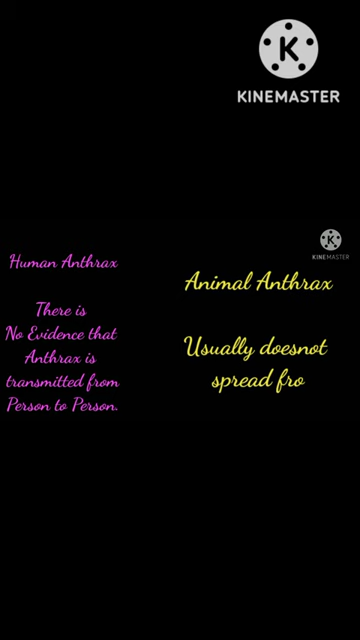 KINEMASTER
KINEMASTER
Human Anthrax
There is
No Evidence that
Anthrax is
transmitted from
Person to Person.
Animal Anthrax
Usually doesnot
spread fro